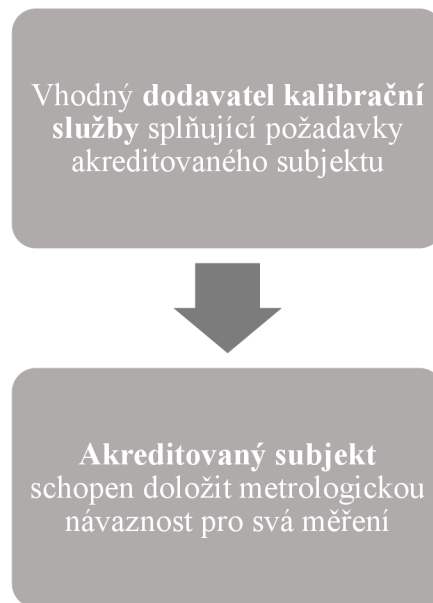 Vhodný dodavatel kalibrační
služby splňující požadavky
akreditovaného subjektu
Akreditovaný subjekt
schopen doložit metrologickou
návaznost pro svá měření